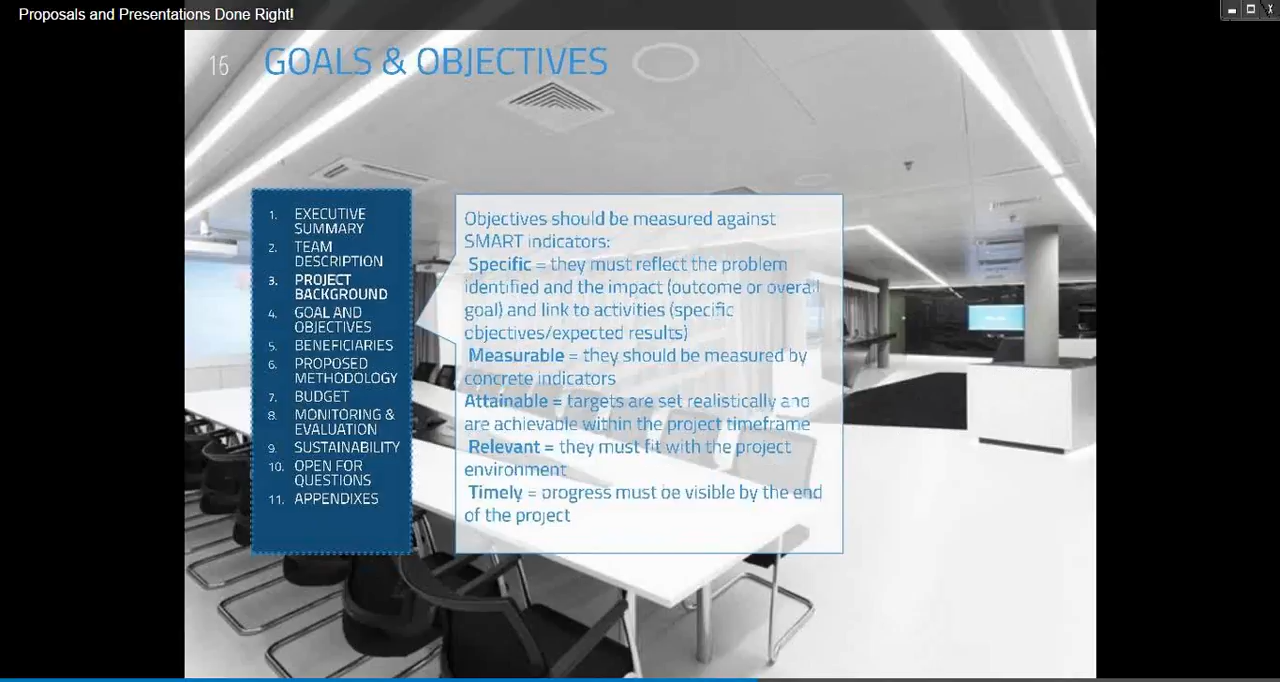 Proposals and Presentations Done Right!
16
GOALS & OBJECTIVES
1. EXECUTIVE
SUMMARY
2. TEAM
DESCRIPTION
3. PROJECT
BACKGROUND
4. GOAL AND
OBJECTIVES
5. BENEFICIARIES
6. PROPOSED
METHODOLOGY
7. BUDGET
8. MONITORING &
EVALUATION
9. SUSTAINABILITY
10. OPEN FOR
QUESTIONS
11. APPENDIXES
Objectives should be measured against
SMART indicators:
Specific = they must reflect the problem
identified and the impact (outcome or overall
goal) and link to activities (specific
objectives/expected results)
Measurable = they should be measured by
concrete indicators
Attainable = targets are set realistically and
are achievable within the project timeframe
Relevant = they must fit with the project
environment
Timely = progress must be visible by the end
of the project